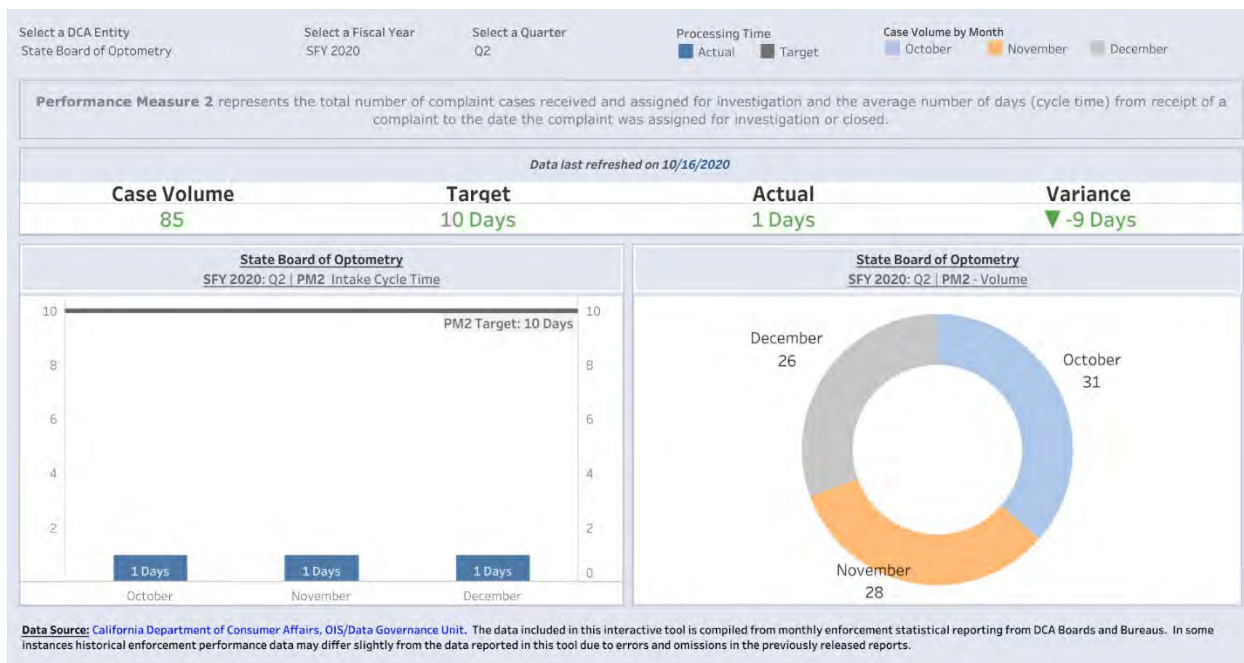 Select a DCA Entity
State Board of Optometry
Select a Fiscal Year
SFY 2020
Select a Quarter
Q2
Processing Time
Actual Target
Case Volume by Month
October November December
Performance Measure 2 represents the total number of complaint cases received and assigned for investigation and the average number of days (cycle time) from receipt of a
complaint to the date the complaint was assigned for investigation or closed.
Data last refreshed on 10/16/2020
Case Volume Target Actual Variance
85 10 Days 1 Days ▼ -9 Days
State Board of Optometry
SFY 2020: Q2 | PM2 Intake Cycle Time
10 10
PM2 Target: 10 Days
8 8
6 6
4 4
2 2
1 Days 1 Days 1 Days 0
October November December
State Board of Optometry
SFY 2020: Q2 | PM2 - Volume
December
26
October
31
November
28
Data Source: California Department of Consumer Affairs, OIS/Data Governance Unit. The data included in this interactive tool is compiled from monthly enforcement statistical reporting from DCA Boards and Bureaus. In some
instances historical enforcement performance data may differ slightly from the data reported in this tool due to errors and omissions in the previously released reports.